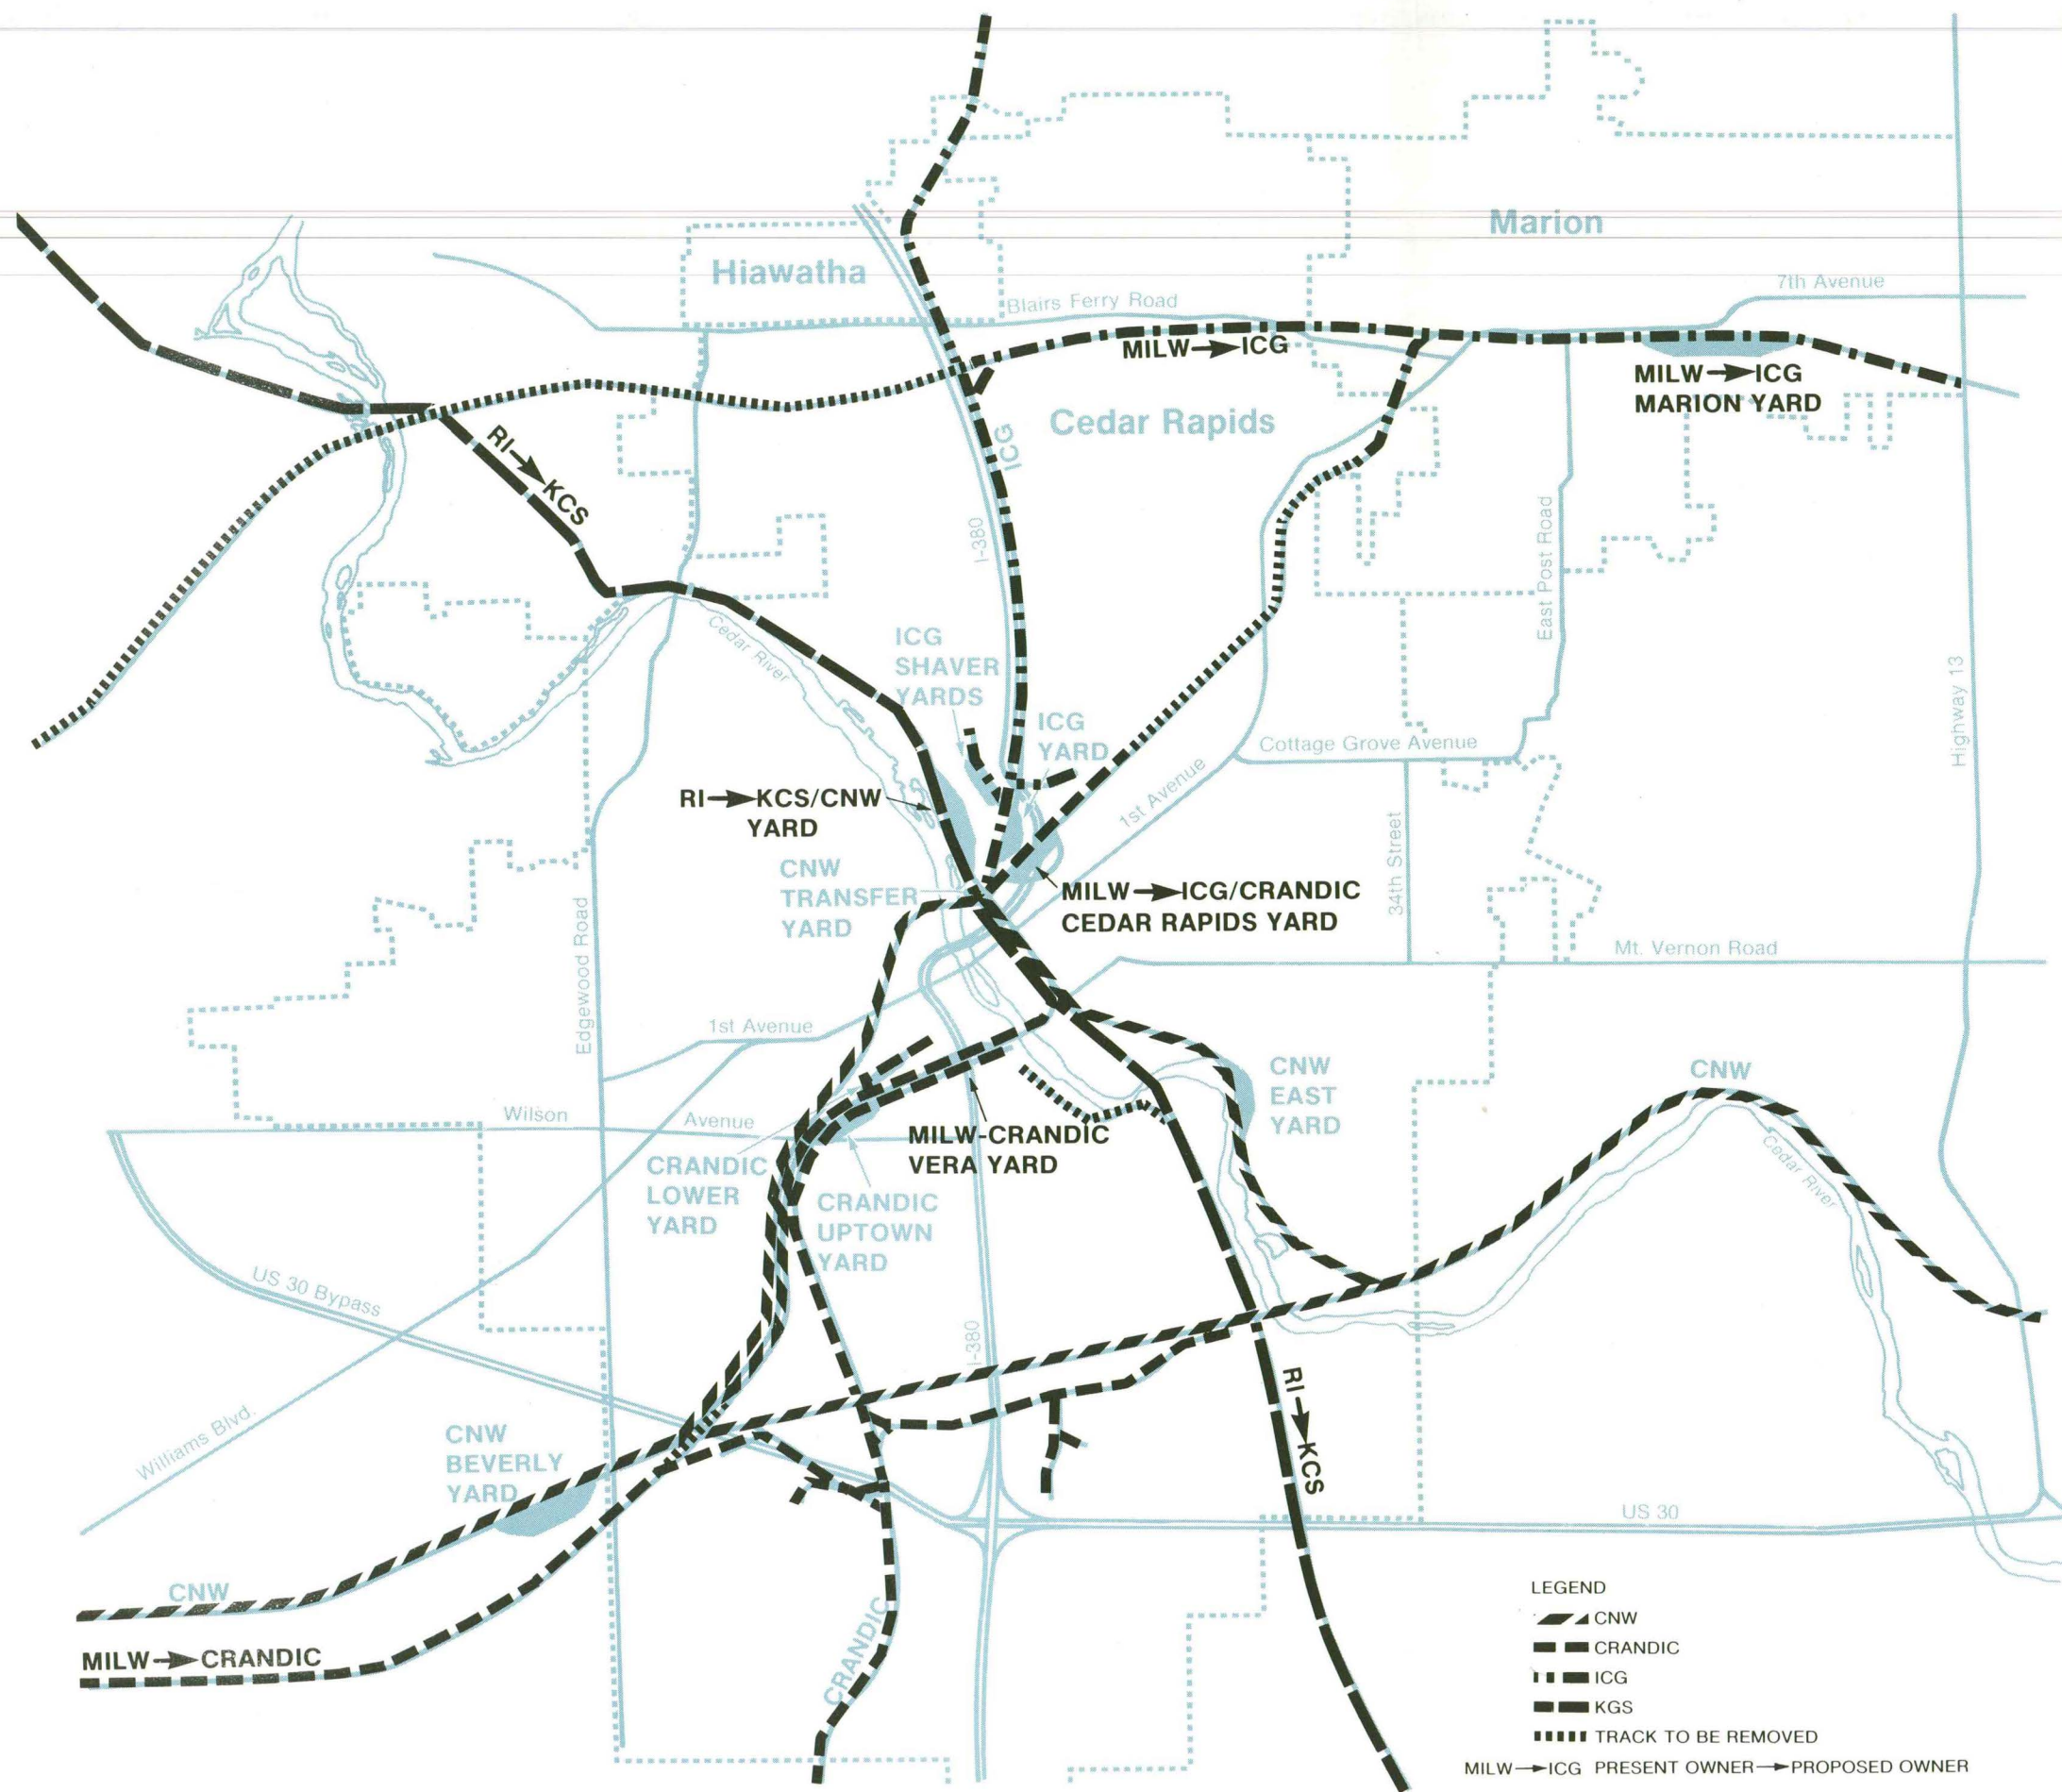 Marion
Hiawatha
7th Avenue
Blairs Ferry Road
MILW→ICG
MILW→ICG
MARION YARD
Cedar Rapids
ICG
RI→KCS
I-380
East Post Road
Cedar River
ICG
SHAVER
YARDS
Highway 13
ICG
YARD
Cottage Grove Avenue
1st Avenue
RI→KCS/CNW
YARD
34th Street
CNW
TRANSFER
YARD
MILW→ICG/CRANDIC
CEDAR RAPIDS YARD
Edgewood Road
Mt. Vernon Road
1st Avenue
CNW
EAST
YARD
CNW
Wilson
Avenue
MILW-CRANDIC
VERA YARD
Cedar River
CRANDIC
LOWER
YARD
CRANDIC
UPTOWN
YARD
US 30 Bypass
I-380
RI→KCS
Williams Blvd.
CNW
BEVERLY
YARD
US 30
CNW
CRANDIC
MILW→CRANDIC
LEGEND
CNW
CRANDIC
ICG
KGS
TRACK TO BE REMOVED
MILW→ICG PRESENT OWNER→PROPOSED OWNER